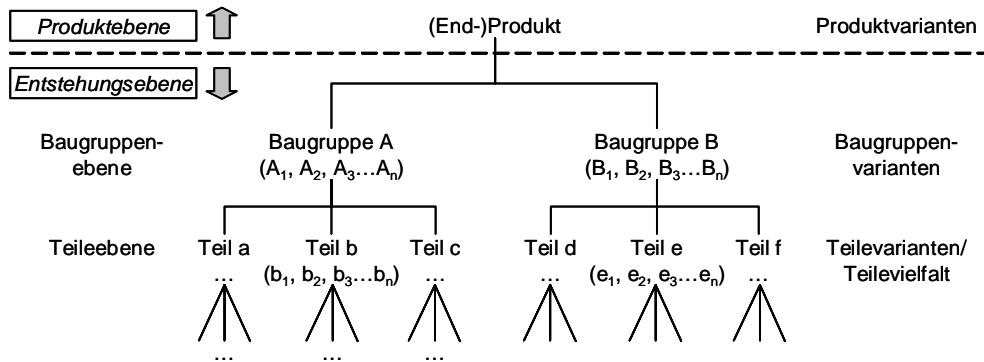 Produktebene (End-)Produkt Produktvarianten
Entstehungsebene
Baugruppen- Baugruppe A Baugruppe B Baugruppen-
ebene (A₁, A₂, A₃…Aₙ) (B₁, B₂, B₃…Bₙ) varianten
Teileebene Teil a Teil b Teil c Teil d Teil e Teil f Teilevarianten/
… (b₁, b₂, b₃…bₙ) … … (e₁, e₂, e₃…eₙ) … Teilevielfalt
… … …